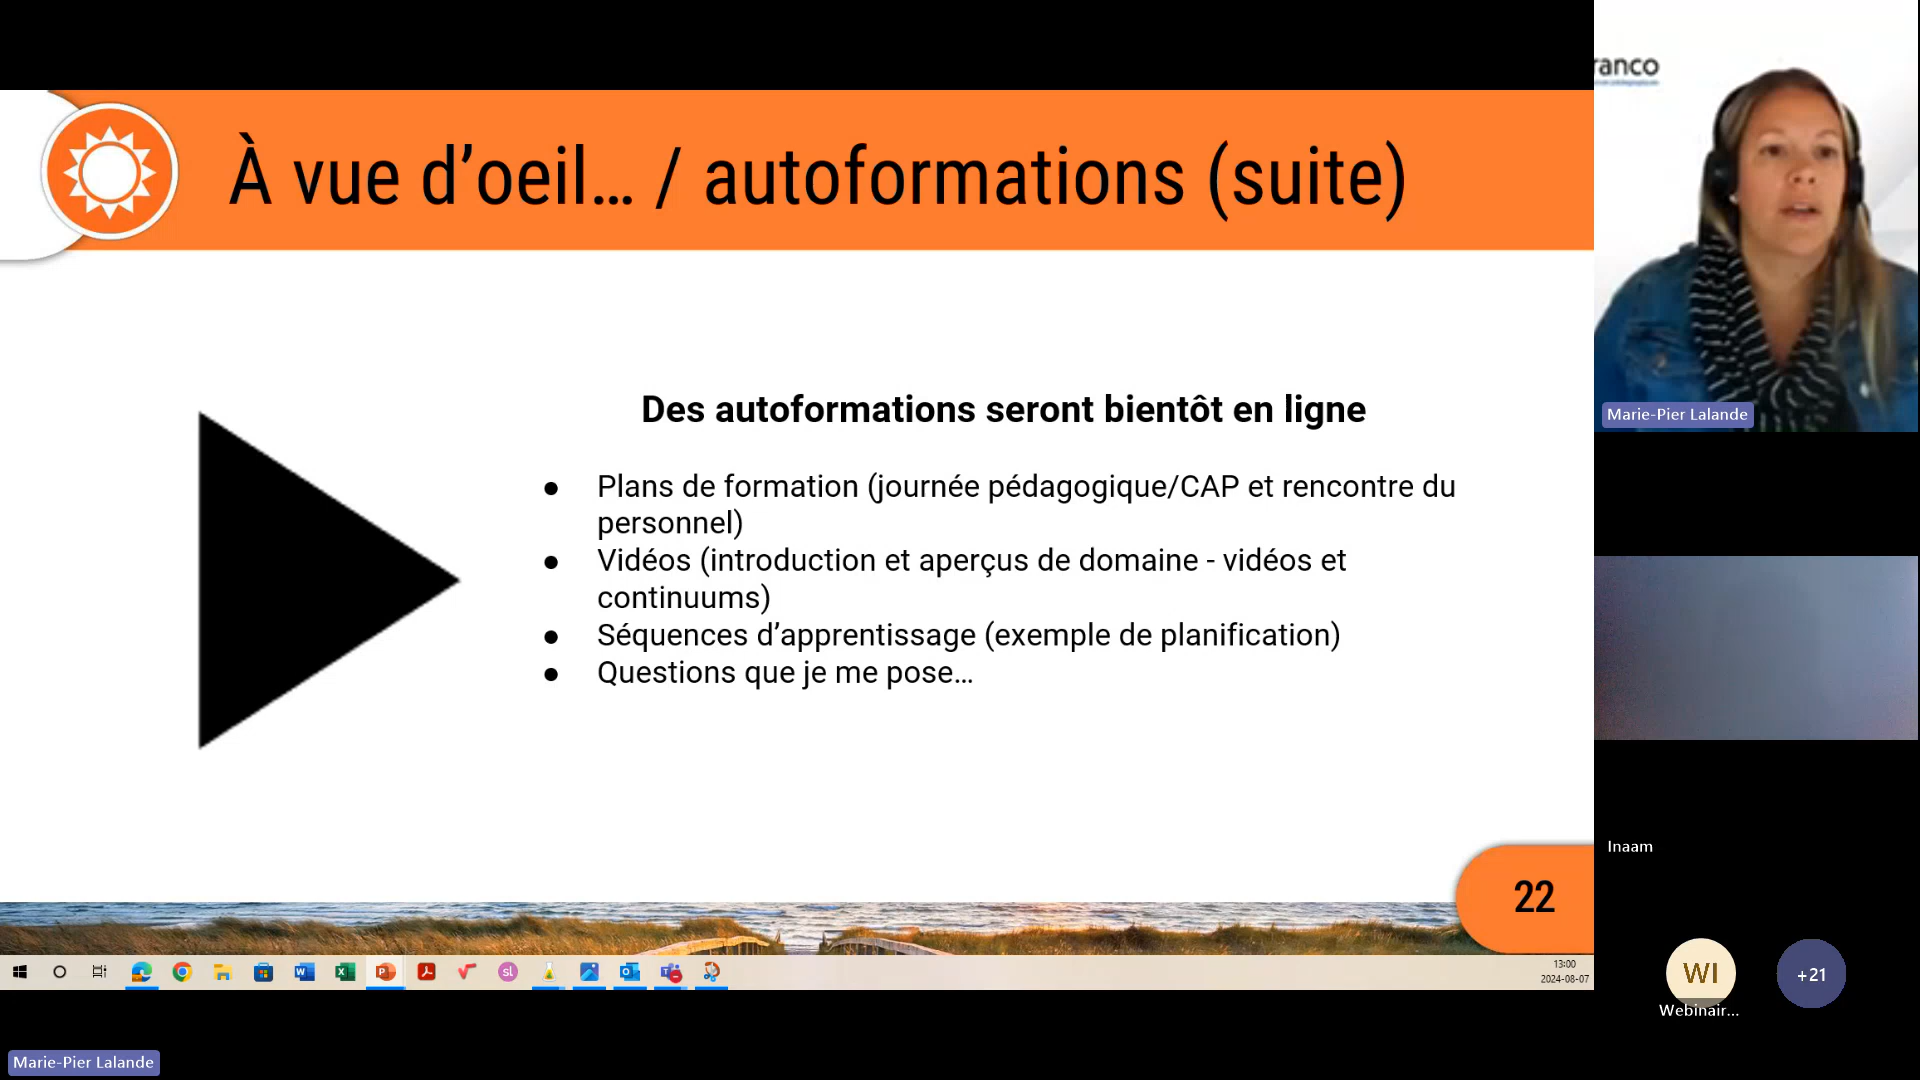 À vue d’oeil… / autoformations (suite)
Des autoformations seront bientôt en ligne
● Plans de formation (journée pédagogique/CAP et rencontre du
personnel)
● Vidéos (introduction et aperçus de domaine - vidéos et
continuums)
● Séquences d’apprentissage (exemple de planification)
● Questions que je me pose…
22
13:00
2024-08-07
Marie-Pier Lalande
ranco
Marie-Pier Lalande
Inaam
WI
Webinair...
+21
sl